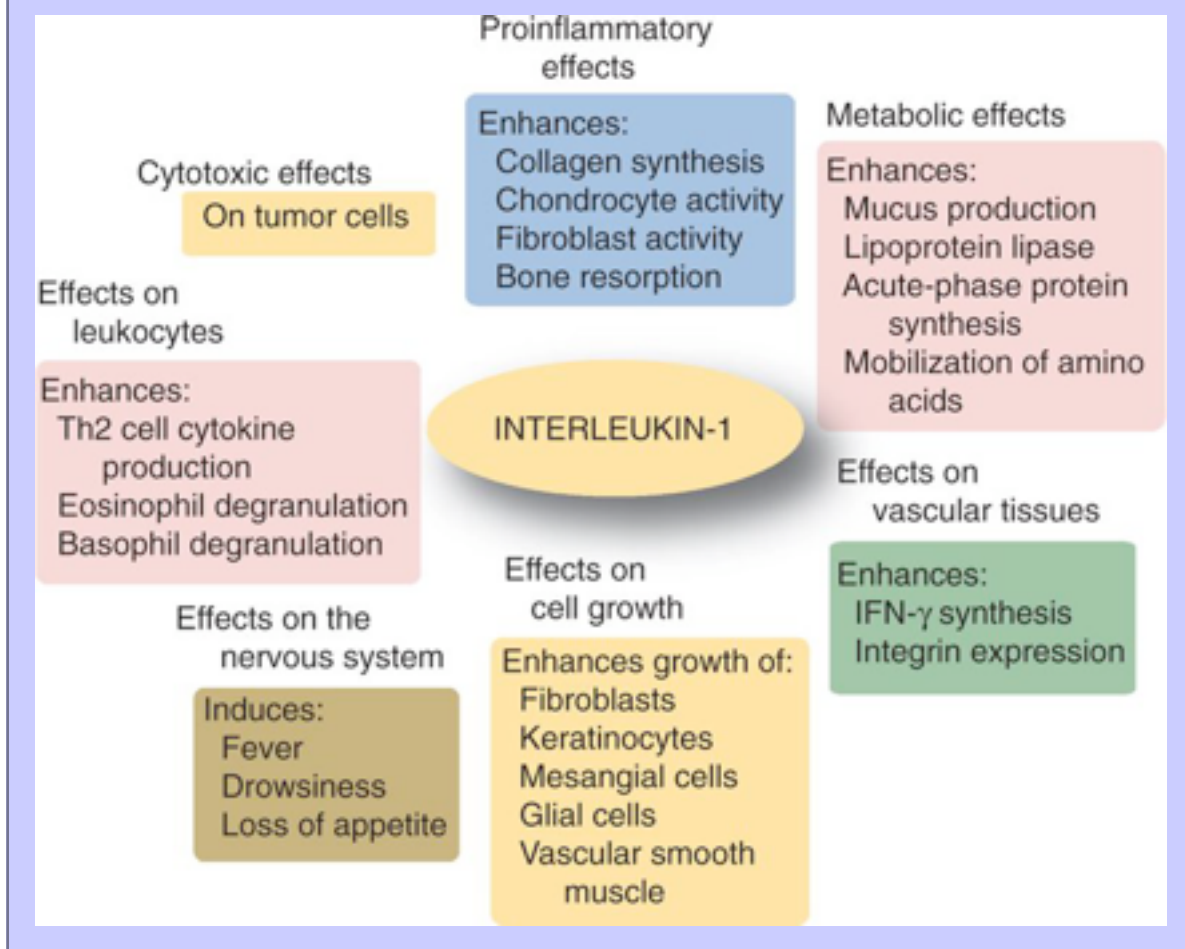 Proinflammatory
effects
Enhances:
Collagen synthesis
Chondrocyte activity
Fibroblast activity
Bone resorption
Metabolic effects
Enhances:
Mucus production
Lipoprotein lipase
Acute-phase protein
synthesis
Mobilization of amino
acids
Cytotoxic effects
On tumor cells
Effects on
leukocytes
Enhances:
Th2 cell cytokine
production
Eosinophil degranulation
Basophil degranulation
INTERLEUKIN-1
Effects on
vascular tissues
Enhances:
IFN-γ synthesis
Integrin expression
Effects on the
nervous system
Induces:
Fever
Drowsiness
Loss of appetite
Effects on
cell growth
Enhances growth of:
Fibroblasts
Keratinocytes
Mesangial cells
Glial cells
Vascular smooth
muscle